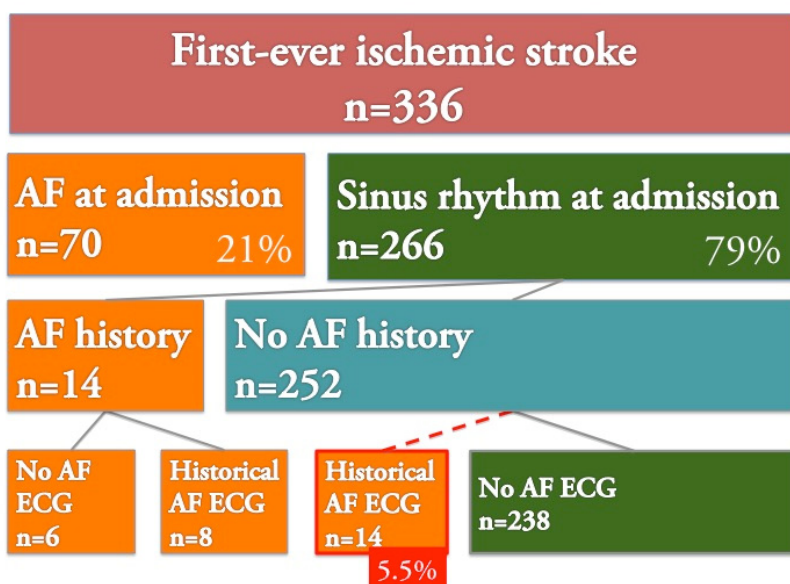 First-ever ischemic stroke
n=336
AF at admission
n=70 21%
Sinus rhythm at admission
n=266 79%
AF history
n=14
No AF history
n=252
No AF
ECG
n=6
Historical
AF ECG
n=8
Historical
AF ECG
n=14
5.5%
No AF ECG
n=238